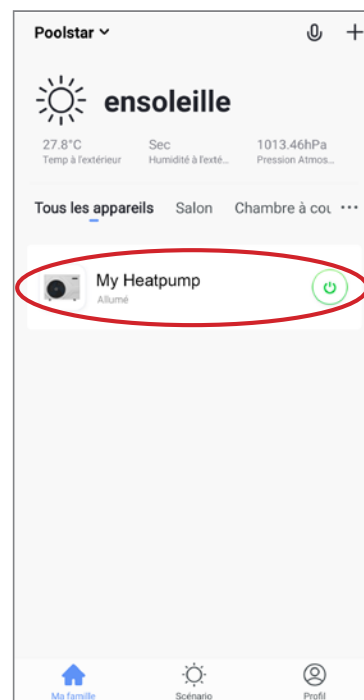 Poolstar
ensoleille
27.8°C Sec 1013.46hPa
Temp à l'extérieur Humidité à l'exté... Pression Atmos...
Tous les appareils Salon Chambre à cou ...
My Heatpump
Allumé
Ma famille Scénario Profil